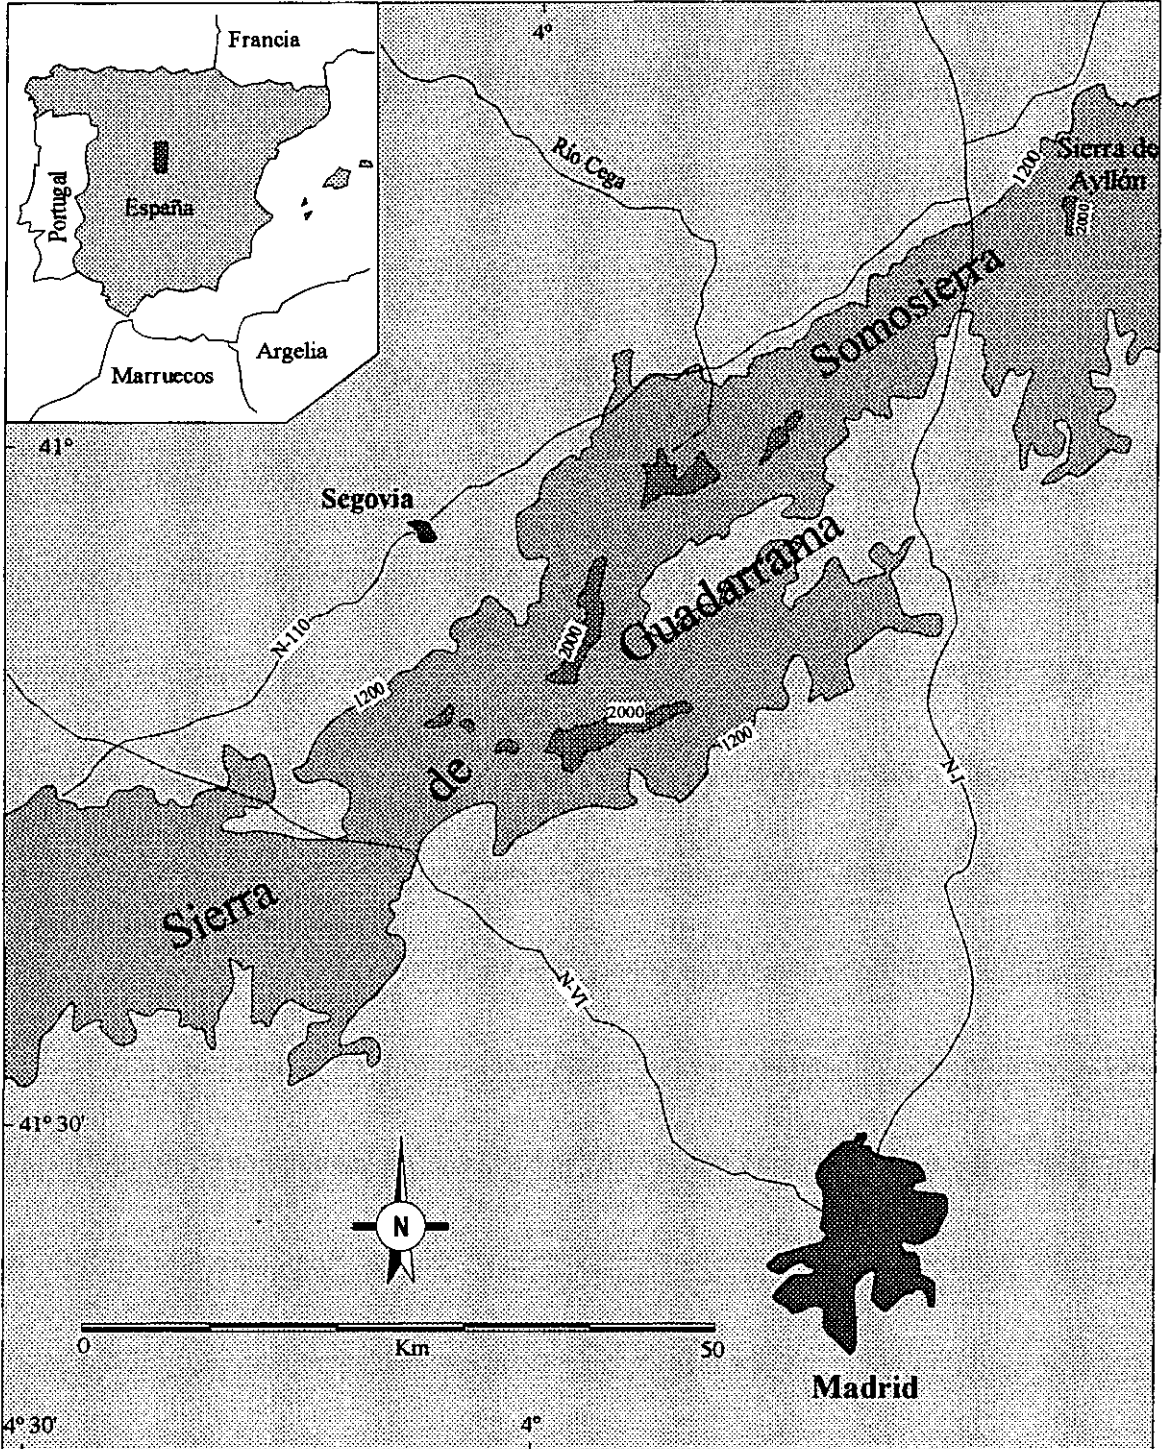 Francia
Portugal
España
Argelia
Marruecos
4°
Río Cega
1200
Sierra de
Ayllón
2000
Somosierra
41°
Segovia
Guadarrama
N-110
2000
1200
2000
1200
de
N-I
Sierra
N-VI
41° 30'
N
0
Km
50
Madrid
4° 30'
4°